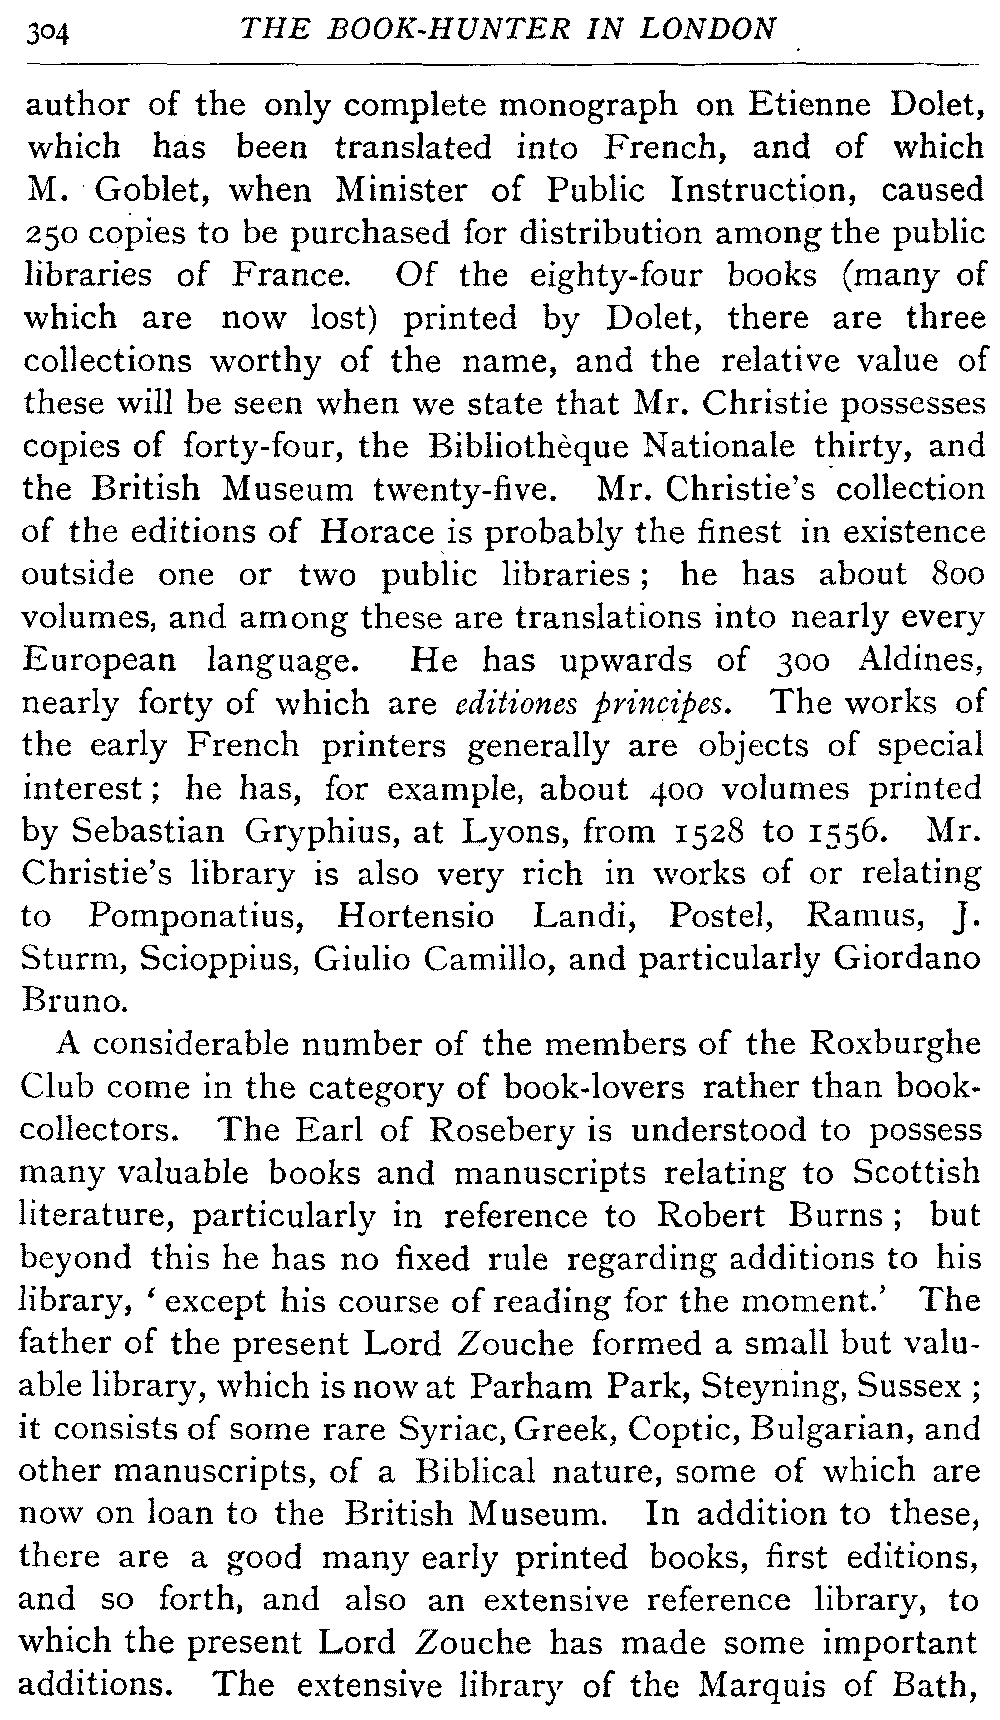 304 THE BOOK-HUNTER IN LONDON
author of the only complete monograph on Etienne Dolet,
which has been translated into French, and of which
M. Goblet, when Minister of Public Instruction, caused
250 copies to be purchased for distribution among the public
libraries of France. Of the eighty-four books (many of
which are now lost) printed by Dolet, there are three
collections worthy of the name, and the relative value of
these will be seen when we state that Mr. Christie possesses
copies of forty-four, the Bibliothèque Nationale thirty, and
the British Museum twenty-five. Mr. Christie's collection
of the editions of Horace is probably the finest in existence
outside one or two public libraries; he has about 800
volumes, and among these are translations into nearly every
European language. He has upwards of 300 Aldines,
nearly forty of which are editiones principes. The works of
the early French printers generally are objects of special
interest; he has, for example, about 400 volumes printed
by Sebastian Gryphius, at Lyons, from 1528 to 1556. Mr.
Christie's library is also very rich in works of or relating
to Pomponatius, Hortensio Landi, Postel, Ramus, J.
Sturm, Scioppius, Giulio Camillo, and particularly Giordano
Bruno.
A considerable number of the members of the Roxburghe
Club come in the category of book-lovers rather than book-
collectors. The Earl of Rosebery is understood to possess
many valuable books and manuscripts relating to Scottish
literature, particularly in reference to Robert Burns; but
beyond this he has no fixed rule regarding additions to his
library, 'except his course of reading for the moment.' The
father of the present Lord Zouche formed a small but valu-
able library, which is now at Parham Park, Steyning, Sussex;
it consists of some rare Syriac, Greek, Coptic, Bulgarian, and
other manuscripts, of a Biblical nature, some of which are
now on loan to the British Museum. In addition to these,
there are a good many early printed books, first editions,
and so forth, and also an extensive reference library, to
which the present Lord Zouche has made some important
additions. The extensive library of the Marquis of Bath,